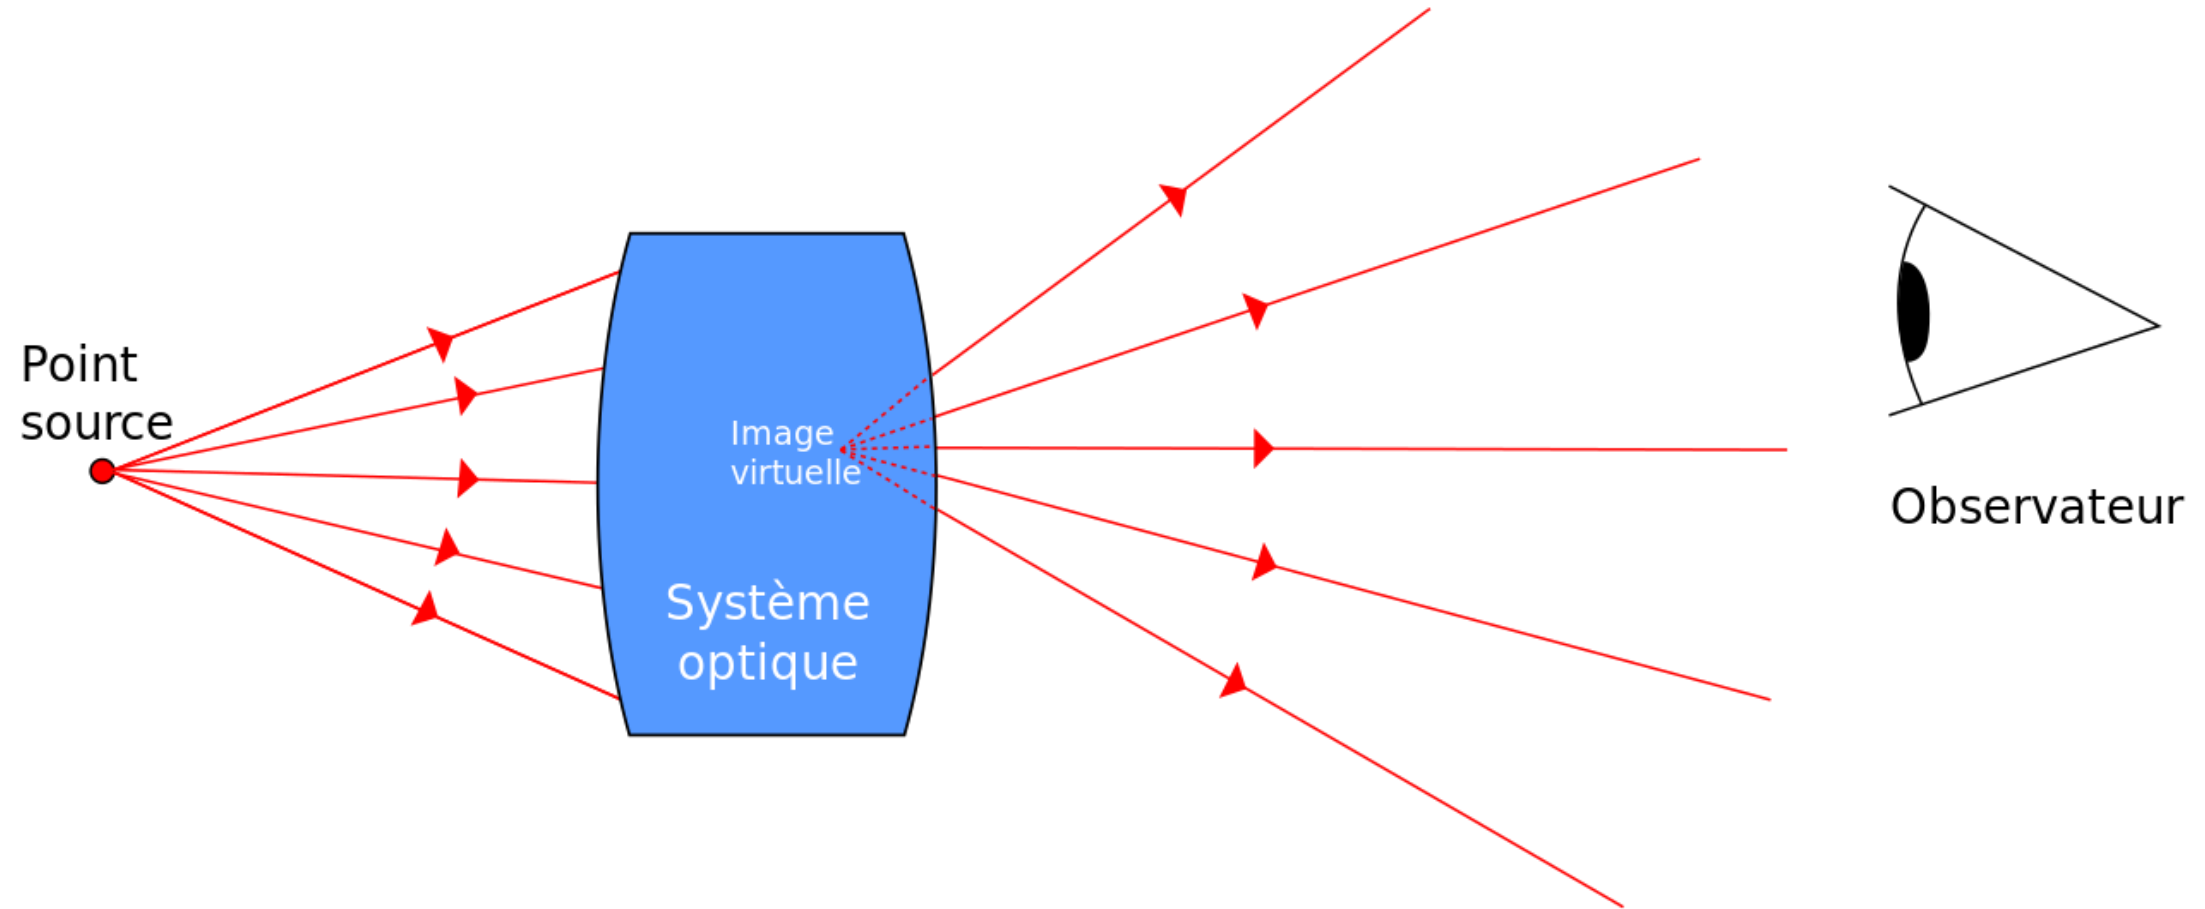 Point
source
Image
virtuelle
Système
optique
Observateur